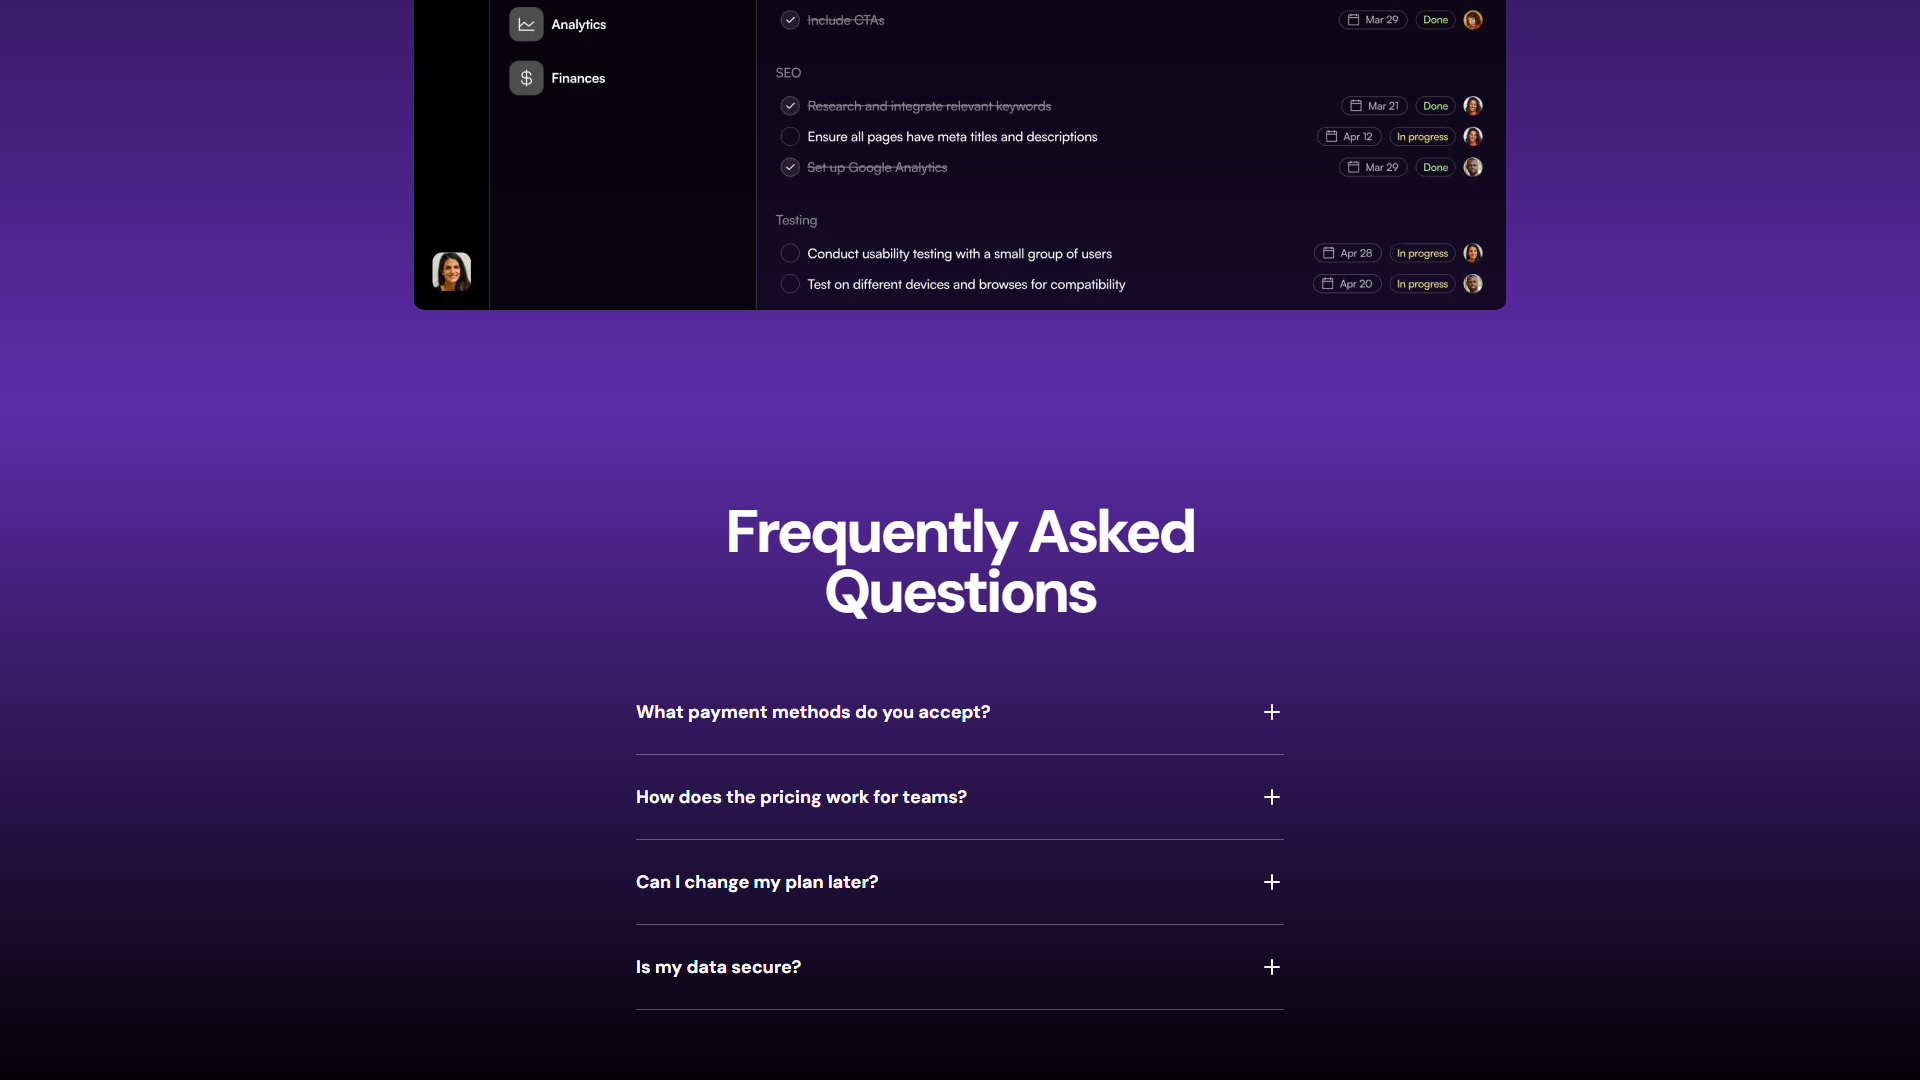 Analytics
Finances
Include CTAs Mar 29 Done
SEO
Research and integrate relevant keywords Mar 21 Done
Ensure all pages have meta titles and descriptions Apr 12 In progress
Set up Google Analytics Mar 29 Done
Testing
Conduct usability testing with a small group of users Apr 28 In progress
Test on different devices and browses for compatibility Apr 20 In progress
Frequently Asked
Questions
What payment methods do you accept?
How does the pricing work for teams?
Can I change my plan later?
Is my data secure?